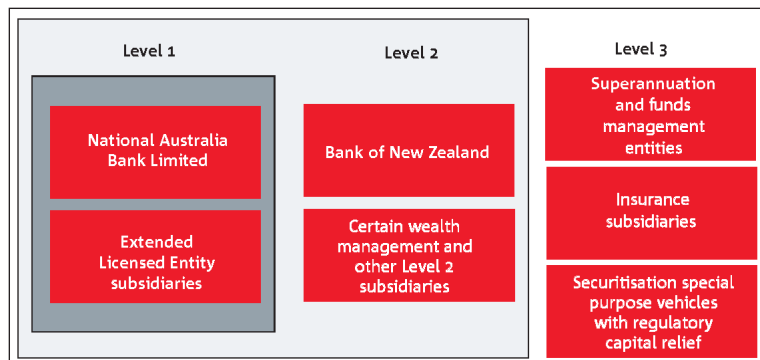 Level 1
National Australia
Bank Limited
Extended
Licensed Entity
subsidiaries
Level 2
Bank of New Zealand
Certain wealth
management and
other Level 2
subsidiaries
Level 3
Superannuation
and funds
management
entities
Insurance
subsidiaries
Securitisation special
purpose vehicles
with regulatory
capital relief